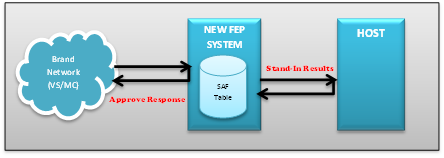 Brand
Network
(VS/MC)
Approve Response
NEW FEP
SYSTEM
SAF
Table
Stand-In Results
HOST